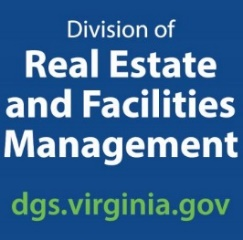 Division of
Real Estate
and Facilities
Management
dgs.virginia.gov